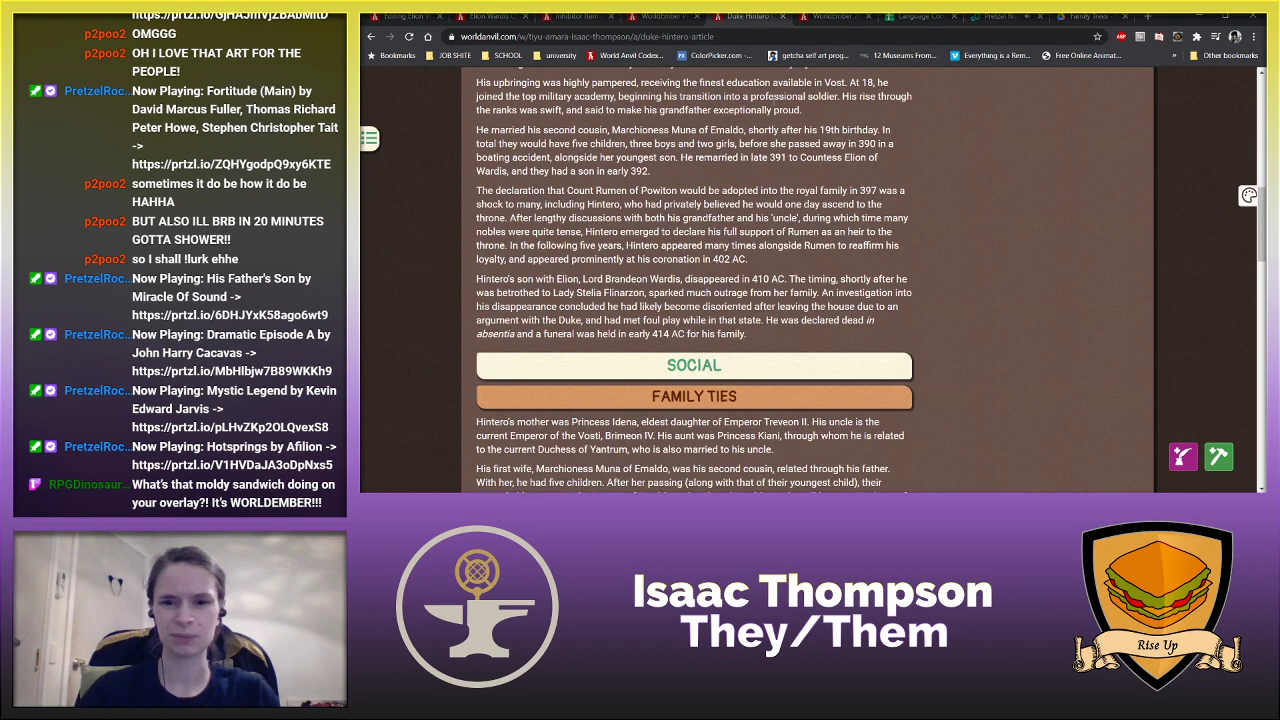 https://prtzl.io/GjHAJmVjZBAbMitD
p2poo2 OMGGG
p2poo2 OH I LOVE THAT ART FOR THE
PEOPLE!
PretzelRoc... Now Playing: Fortitude (Main) by
David Marcus Fuller, Thomas Richard
Peter Howe, Stephen Christopher Tait
->
https://prtzl.io/ZQHYgodpQ9xy6KTE
p2poo2 sometimes it do be how it do be
HAHHA
p2poo2 BUT ALSO ILL BRB IN 20 MINUTES
GOTTA SHOWER!!
p2poo2 so I shall !lurk ehhe
PretzelRoc... Now Playing: His Father's Son by
Miracle Of Sound ->
https://prtzl.io/6DHJYxK58ago6wt9
PretzelRoc... Now Playing: Dramatic Episode A by
John Harry Cacavas ->
https://prtzl.io/MbHlbjw7B89WKKh9
PretzelRoc... Now Playing: Mystic Legend by Kevin
Edward Jarvis ->
https://prtzl.io/pLHvZKp2OLQvexS8
PretzelRoc... Now Playing: Hotsprings by Afilion ->
https://prtzl.io/V1HVDaJA3oDpNxs5
RPGDinosaur... What's that moldy sandwich doing on
your overlay?! It's WORLDEMBER!!!
Editing Elion W
Elion Wardis C
Inhibitor Item
WorldEmber P
Duke Hintero
WorldEmber
Language Co
Pretzel Ro
Family Trees -
worldanvil.com/w/tiyu-amara-isaac-thompson/a/duke-hintero-article
Bookmarks JOB SHITE SCHOOL university World Anvil Codex... ColorPicker.com -... getcha self art prog... 12 Museums From... Everything is a Rem... Free Online Animat... Other bookmarks
His upbringing was highly pampered, receiving the finest education available in Vost. At 18, he
joined the top military academy, beginning his transition into a professional soldier. His rise through
the ranks was swift, and said to make his grandfather exceptionally proud.
He married his second cousin, Marchioness Muna of Emaldo, shortly after his 19th birthday. In
total they would have five children, three boys and two girls, before she passed away in 390 in a
boating accident, alongside her youngest son. He remarried in late 391 to Countess Elion of
Wardis, and they had a son in early 392.
The declaration that Count Rumen of Powiton would be adopted into the royal family in 397 was a
shock to many, including Hintero, who had privately believed he would one day ascend to the
throne. After lengthy discussions with both his grandfather and his 'uncle', during which time many
nobles were quite tense, Hintero emerged to declare his full support of Rumen as an heir to the
throne. In the following five years, Hintero appeared many times alongside Rumen to reaffirm his
loyalty, and appeared prominently at his coronation in 402 AC.
Hintero's son with Elion, Lord Brandeon Wardis, disappeared in 410 AC. The timing, shortly after he
was betrothed to Lady Stelia Flinarzon, sparked much outrage from her family. An investigation into
his disappearance concluded he had likely become disoriented after leaving the house due to an
argument with the Duke, and had met foul play while in that state. He was declared dead in
absentia and a funeral was held in early 414 AC for his family.
SOCIAL
FAMILY TIES
Hintero's mother was Princess Idena, eldest daughter of Emperor Treveon II. His uncle is the
current Emperor of the Vosti, Brimeon IV. His aunt was Princess Kiani, through whom he is related
to the current Duchess of Yantrum, who is also married to his uncle.
His first wife, Marchioness Muna of Emaldo, was his second cousin, related through his father.
With her, he had five children. After her passing (along with that of their youngest child), their
Isaac Thompson
They/Them
Rise Up